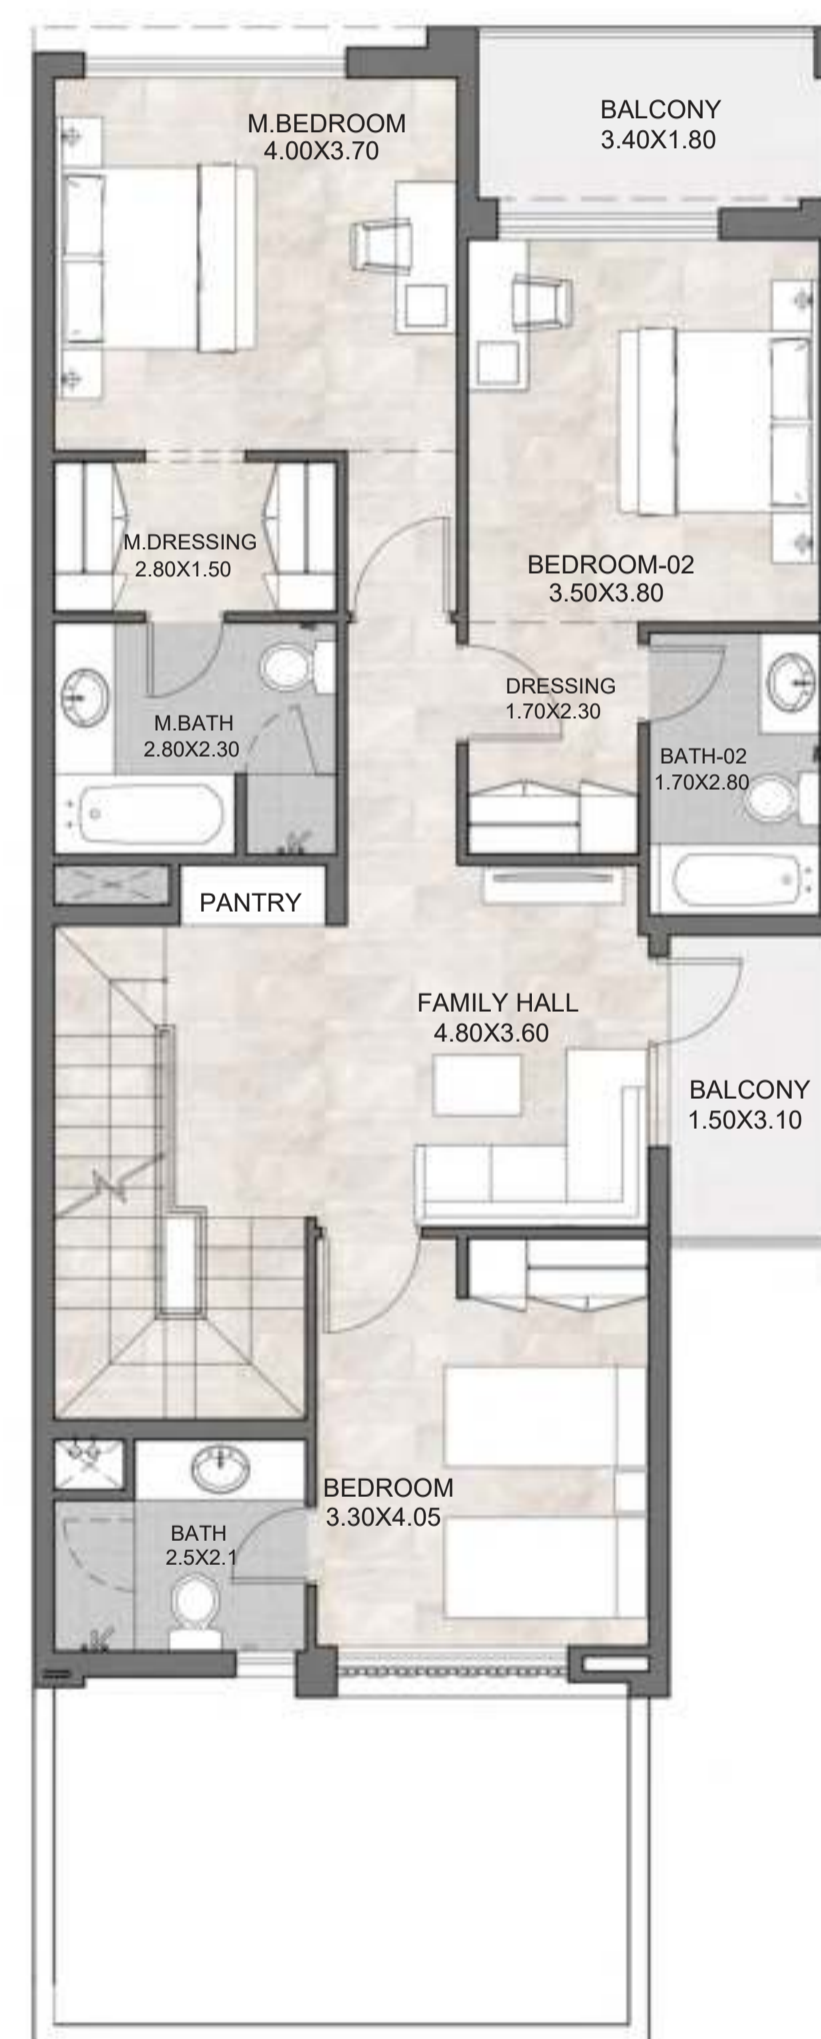 M.BEDROOM
4.00X3.70
BALCONY
3.40X1.80
M.DRESSING
2.80X1.50
BEDROOM-02
3.50X3.80
M.BATH
2.80X2.30
DRESSING
1.70X2.30
BATH-02
1.70X2.80
PANTRY
FAMILY HALL
4.80X3.60
BALCONY
1.50X3.10
BEDROOM
3.30X4.05
BATH
2.5X2.1